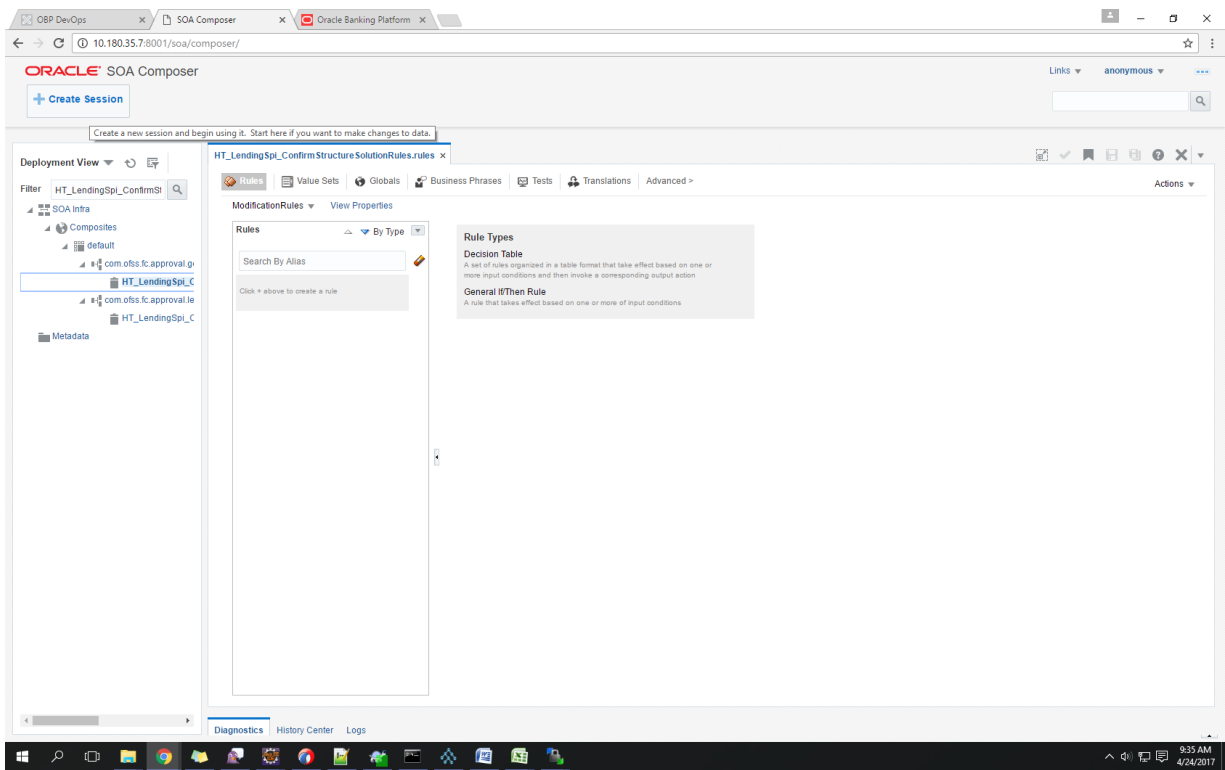 OBP DevOps SOA Composer Oracle Banking Platform
10.180.35.7:8001/soa/composer/
ORACLE SOA Composer Links anonymous
Create Session
Create a new session and begin using it. Start here if you want to make changes to data.
Deployment View
Filter HT_LendingSpi_ConfirmSt
SOA Infra
Composites
default
com.ofss.fc.approval.ge
HT_LendingSpi_C
com.ofss.fc.approval.le
HT_LendingSpi_C
Metadata
HT_LendingSpi_ConfirmStructureSolutionRules.rules
Rules Value Sets Globals Business Phrases Tests Translations Advanced > Actions
ModificationRules View Properties
Rules By Type
Search By Alias
Click + above to create a rule
Rule Types
Decision Table
A set of rules organized in a table format that take effect based on one or
more input conditions and then invoke a corresponding output action
General If/Then Rule
A rule that takes effect based on one or more of input conditions
Diagnostics History Center Logs
9:35 AM
4/24/2017